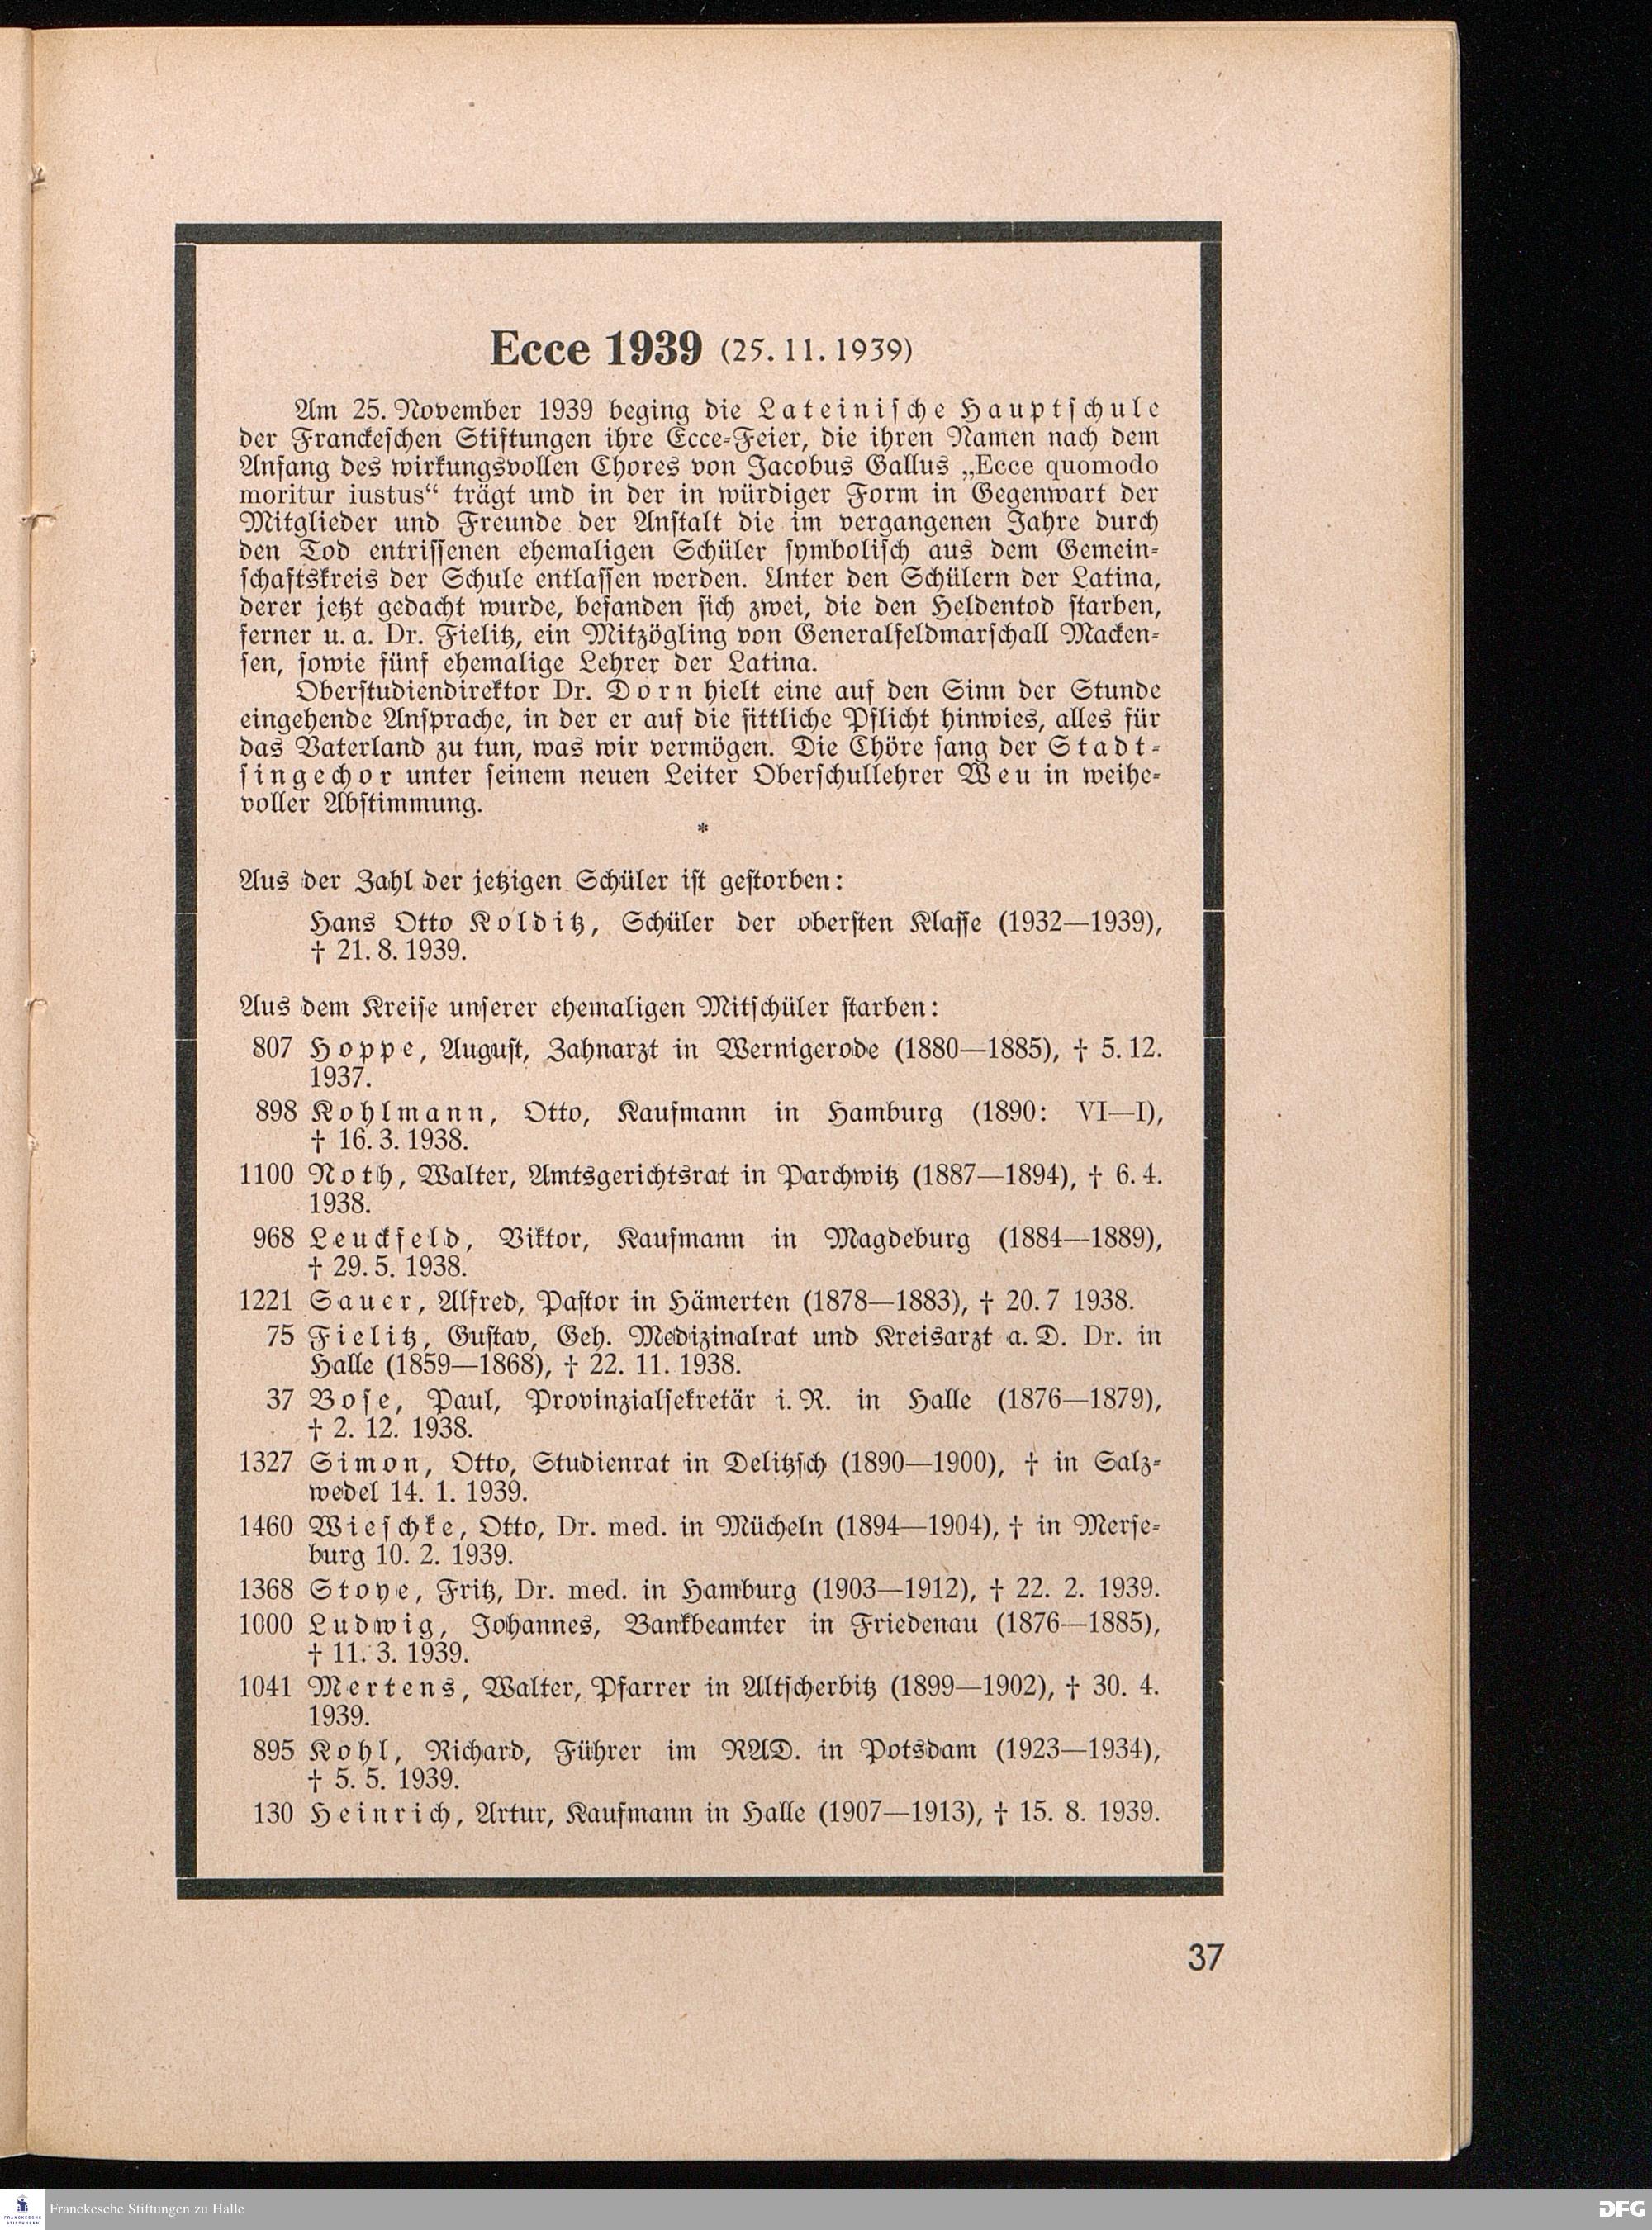 Ecce 1939 (25. 11. 1939)
Am 25. November 1939 beging die Lateinische Hauptschule
der Franckeschen Stiftungen ihre Ecce-Feier, die ihren Namen nach dem
Anfang des wirkungsvollen Chores von Jacobus Gallus „Ecce quomodo
moritur iustus“ trägt und in der in würdiger Form in Gegenwart der
Mitglieder und Freunde der Anstalt die im vergangenen Jahre durch
den Tod entrissenen ehemaligen Schüler symbolisch aus dem Gemein-
schaftskreis der Schule entlassen werden. Unter den Schülern der Latina,
derer jetzt gedacht wurde, befanden sich zwei, die den Heldentod starben,
ferner u. a. Dr. Fielitz, ein Mitzögling von Generalfeldmarschall Macken-
sen, sowie fünf ehemalige Lehrer der Latina.
Oberstudiendirektor Dr. Dorn hielt eine auf den Sinn der Stunde
eingehende Ansprache, in der er auf die sittliche Pflicht hinwies, alles für
das Vaterland zu tun, was wir vermögen. Die Chöre sang der Stadt-
singechor unter seinem neuen Leiter Oberschullehrer Weu in weihe-
voller Abstimmung.
*
Aus der Zahl der jetzigen Schüler ist gestorben:
Hans Otto Kolditz, Schüler der obersten Klasse (1932—1939),
† 21. 8. 1939.
Aus dem Kreise unserer ehemaligen Mitschüler starben:
807 Hoppe, August, Zahnarzt in Wernigerode (1880—1885), † 5. 12.
1937.
898 Kohlmann, Otto, Kaufmann in Hamburg (1890: VI—I),
† 16. 3. 1938.
1100 Noth, Walter, Amtsgerichtsrat in Parchwitz (1887—1894), † 6. 4.
1938.
968 Leuckfeld, Viktor, Kaufmann in Magdeburg (1884—1889),
† 29. 5. 1938.
1221 Sauer, Alfred, Pastor in Hämerten (1878—1883), † 20. 7 1938.
75 Fielitz, Gustav, Geh. Medizinalrat und Kreisarzt a. D. Dr. in
Halle (1859—1868), † 22. 11. 1938.
37 Bose, Paul, Provinzialsekretär i. R. in Halle (1876—1879),
† 2. 12. 1938.
1327 Simon, Otto, Studienrat in Delitzsch (1890—1900), † in Salz-
wedel 14. 1. 1939.
1460 Wieschke, Otto, Dr. med. in Mücheln (1894—1904), † in Merse-
burg 10. 2. 1939.
1368 Stoye, Fritz, Dr. med. in Hamburg (1903—1912), † 22. 2. 1939.
1000 Ludwig, Johannes, Bankbeamter in Friedenau (1876—1885),
† 11. 3. 1939.
1041 Mertens, Walter, Pfarrer in Altscherbitz (1899—1902), † 30. 4.
1939.
895 Kohl, Richard, Führer im RAD. in Potsdam (1923—1934),
† 5. 5. 1939.
130 Heinrich, Artur, Kaufmann in Halle (1907—1913), † 15. 8. 1939.
37
Franckesche Stiftungen zu Halle
DFG